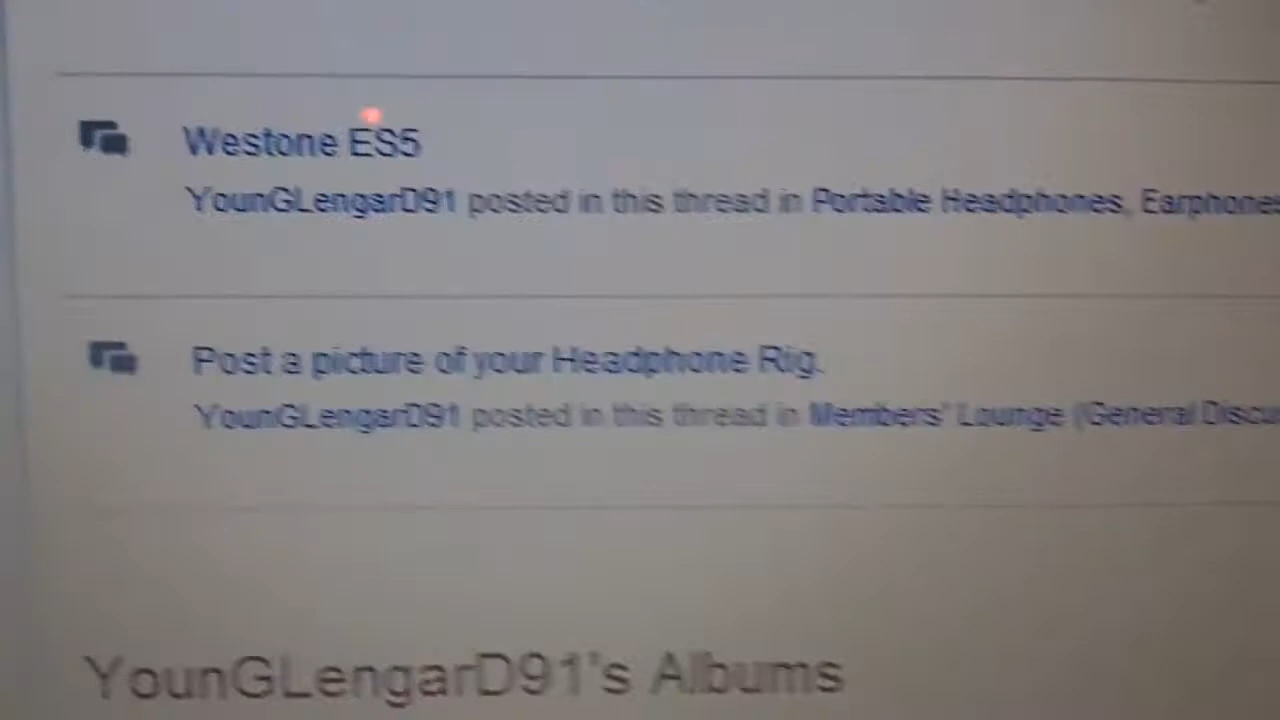 Westone ES5
YounGLengarD91 posted in this thread in Portable Headphones, Earphones
Post a picture of your Headphone Rig.
YounGLengarD91 posted in this thread in Members' Lounge (General Discu
YounGLengarD91's Albums